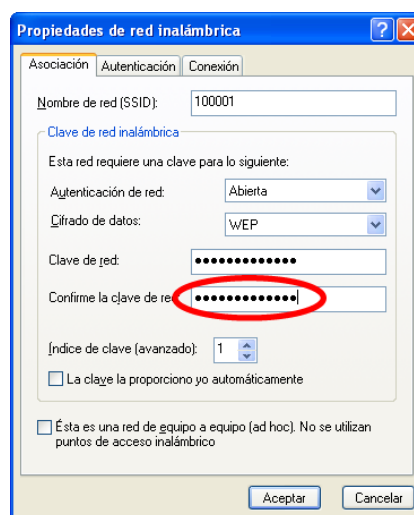 Propiedades de red inalámbrica
Asociación Autenticación Conexión
Nombre de red (SSID): 100001
Clave de red inalámbrica
Esta red requiere una clave para lo siguiente:
Autenticación de red: Abierta
Cifrado de datos: WEP
Clave de red: •••••••••••••
Confirme la clave de re •••••••••••••
Índice de clave (avanzado): 1
La clave la proporciono yo automáticamente
Ésta es una red de equipo a equipo (ad hoc). No se utilizan
puntos de acceso inalámbrico
Aceptar Cancelar